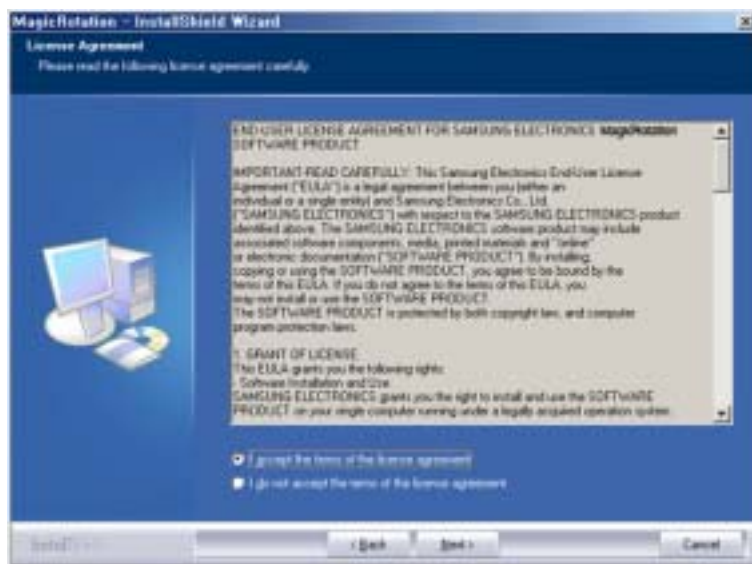 MagicRotation - InstallShield Wizard
License Agreement
Please read the following license agreement carefully.
END-USER LICENSE AGREEMENT FOR SAMSUNG ELECTRONICS MagicRotation
SOFTWARE PRODUCT
IMPORTANT-READ CAREFULLY: This Samsung Electronics End-User License
Agreement ("EULA") is a legal agreement between you (either an
individual or a single entity) and Samsung Electronics Co., Ltd.
("SAMSUNG ELECTRONICS") with respect to the SAMSUNG ELECTRONICS product
identified above. The SAMSUNG ELECTRONICS software product may include
associated software components, media, printed materials and "online"
or electronic documentation ("SOFTWARE PRODUCT"). By installing,
copying or using the SOFTWARE PRODUCT, you agree to be bound by the
terms of this EULA. If you do not agree to the terms of this EULA, you
may not install or use the SOFTWARE PRODUCT.
The SOFTWARE PRODUCT is protected by both copyright law, and computer
program protection laws.
1. GRANT OF LICENSE
This EULA grants you the following rights:
- Software Installation and Use
SAMSUNG ELECTRONICS grants you the right to install and use the SOFTWARE
PRODUCT on your single computer running under a legally acquired operation system.
I accept the terms of the license agreement
I do not accept the terms of the license agreement
< Back
Next >
Cancel